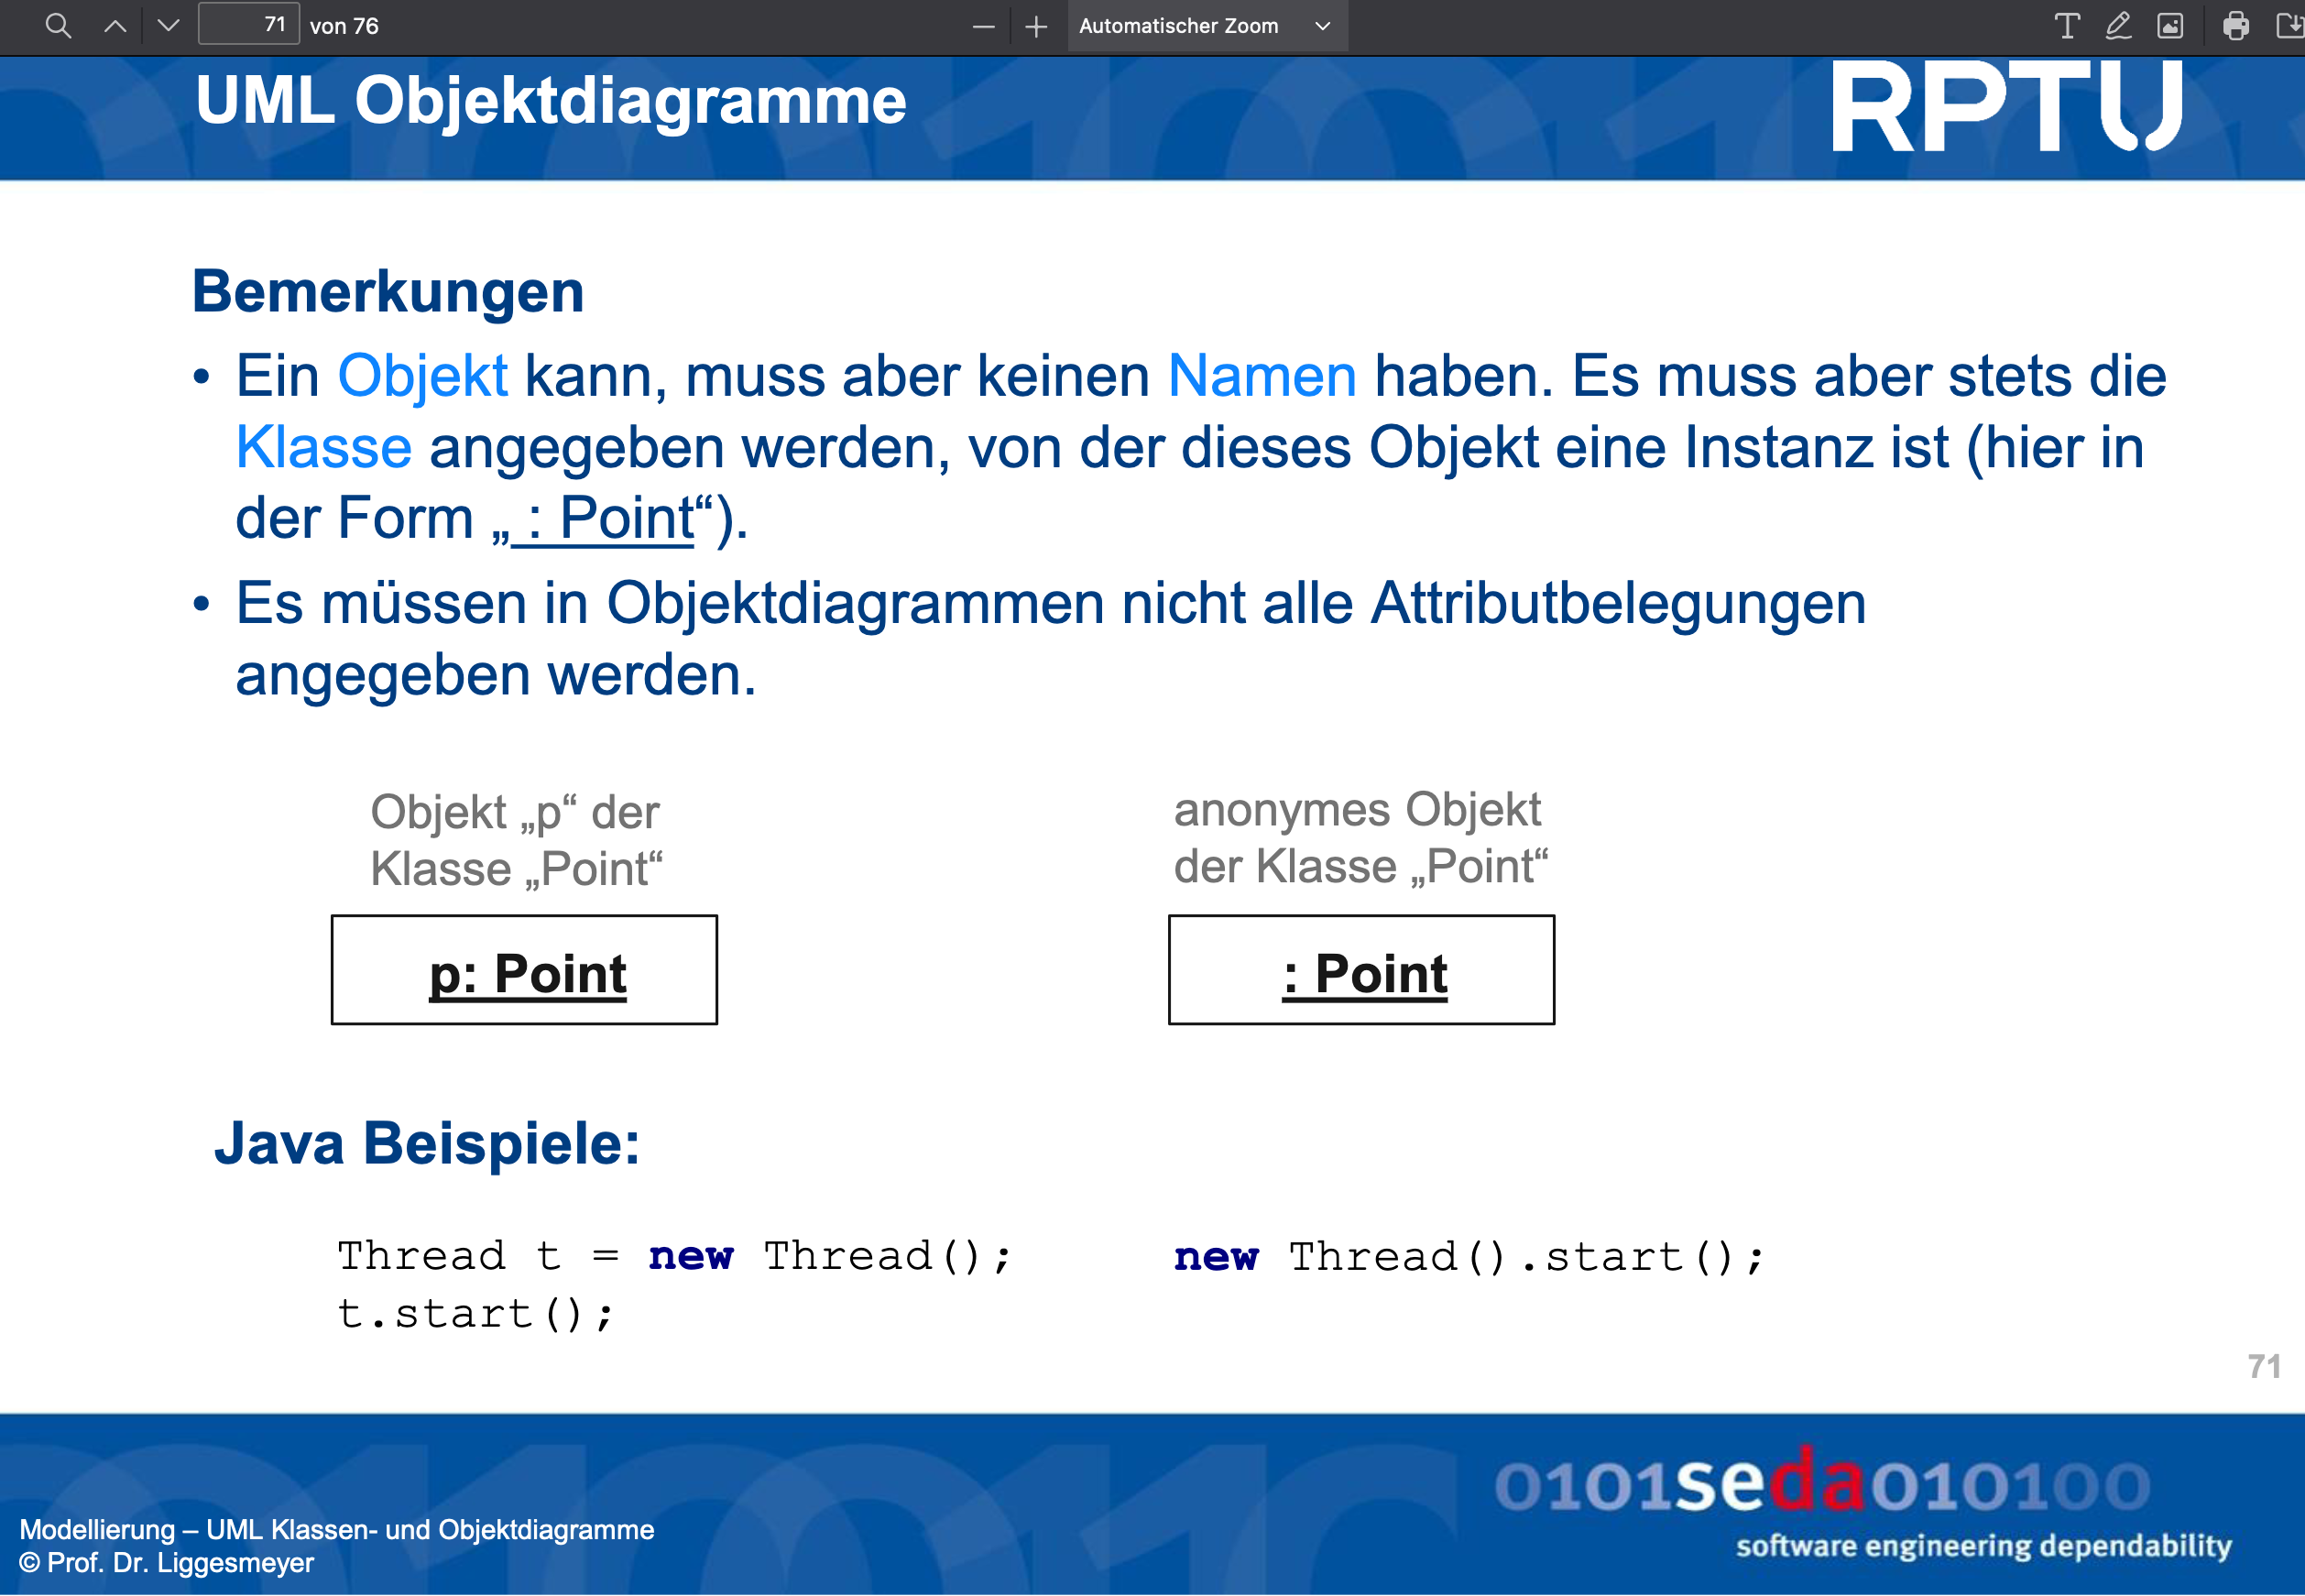 71 von 76 Automatischer Zoom
UML Objektdiagramme RPTU
Bemerkungen
• Ein Objekt kann, muss aber keinen Namen haben. Es muss aber stets die
Klasse angegeben werden, von der dieses Objekt eine Instanz ist (hier in
der Form „ : Point“).
• Es müssen in Objektdiagrammen nicht alle Attributbelegungen
angegeben werden.
Objekt „p“ der
Klasse „Point“
p: Point
anonymes Objekt
der Klasse „Point“
: Point
Java Beispiele:
Thread t = new Thread();
t.start();
new Thread().start();
71
0101seda010100
software engineering dependability
Modellierung – UML Klassen- und Objektdiagramme
© Prof. Dr. Liggesmeyer